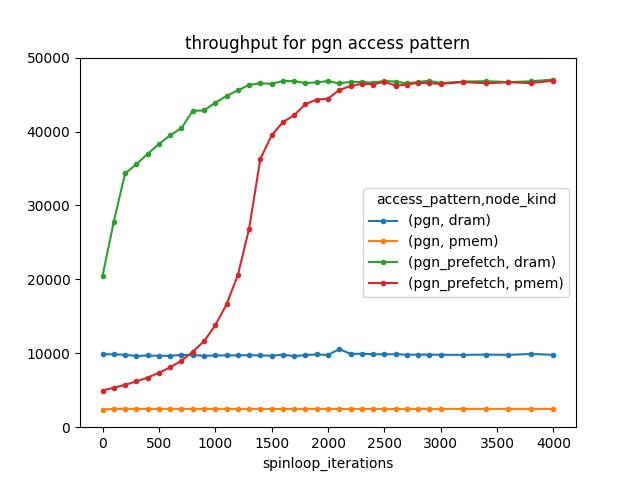 throughput for pgn access pattern
50000
40000
30000
20000
10000
0
access_pattern,node_kind
(pgn, dram)
(pgn, pmem)
(pgn_prefetch, dram)
(pgn_prefetch, pmem)
0 500 1000 1500 2000 2500 3000 3500 4000
spinloop_iterations